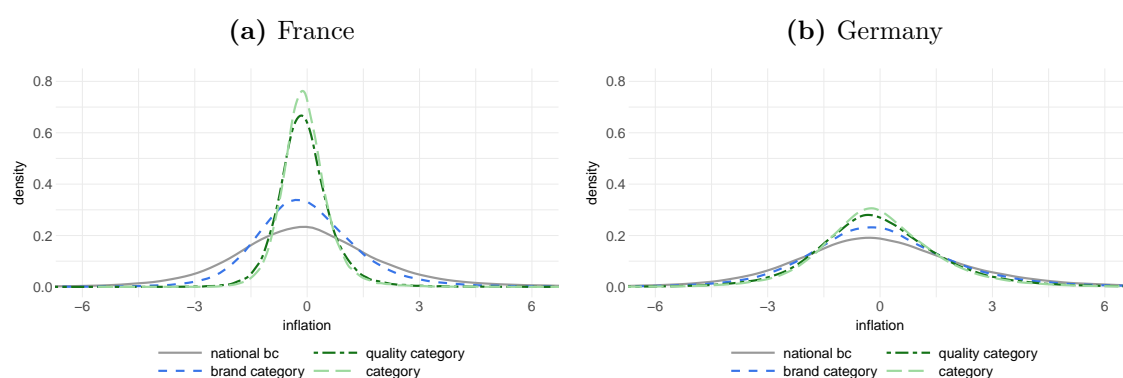 (a) France
(b) Germany
0.8
0.6
0.4
0.2
0.0
density
−6
−3
0
3
6
inflation
national bc
quality category
brand category
category
0.8
0.6
0.4
0.2
0.0
density
−6
−3
0
3
6
inflation
national bc
quality category
brand category
category